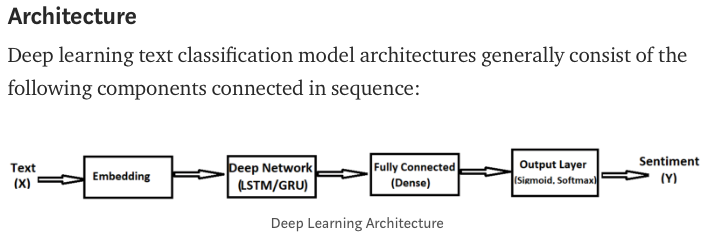 Architecture
Deep learning text classification model architectures generally consist of the
following components connected in sequence:
Text
(X)
Embedding
Deep Network
(LSTM/GRU)
Fully Connected
(Dense)
Output Layer
(Sigmoid, Softmax)
Sentiment
(Y)
Deep Learning Architecture